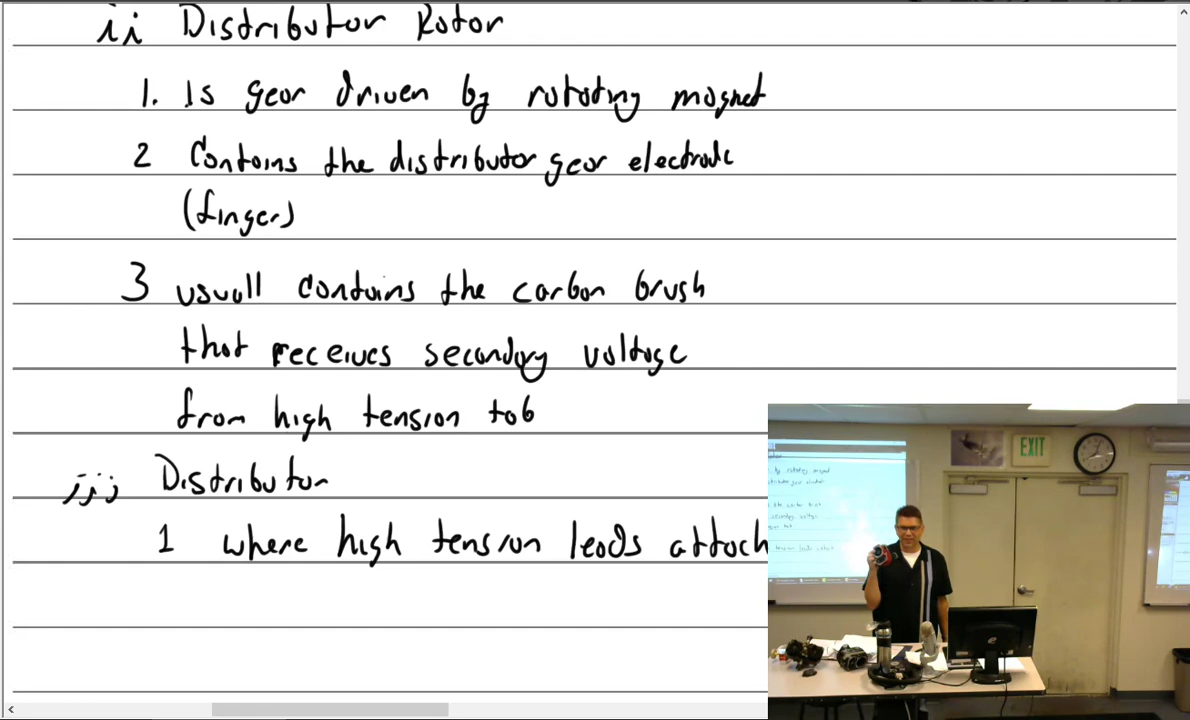 ii Distributor Rotor
1. Is gear driven by rotating magnet
2 Contains the distributor gear electrode
(finger)
3 usuall contains the carbon brush
that receives secondary voltage
from high tension tab
iii Distributor
1 where high tension leads attach
EXIT